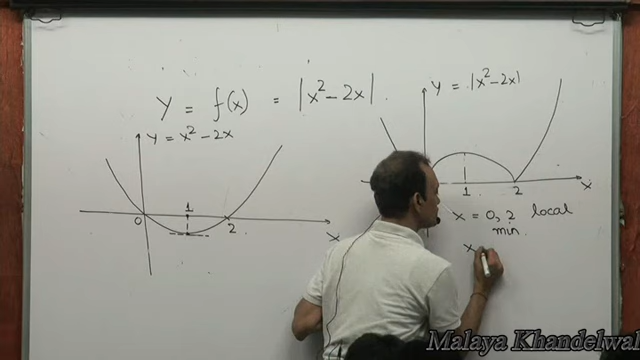 y = f(x) = |x² - 2x|.
y = x² - 2x
1
0
2
x
y = |x² - 2x|
1
2
x
x = 0, 2 local
min.
x
Malaya Khandelwal